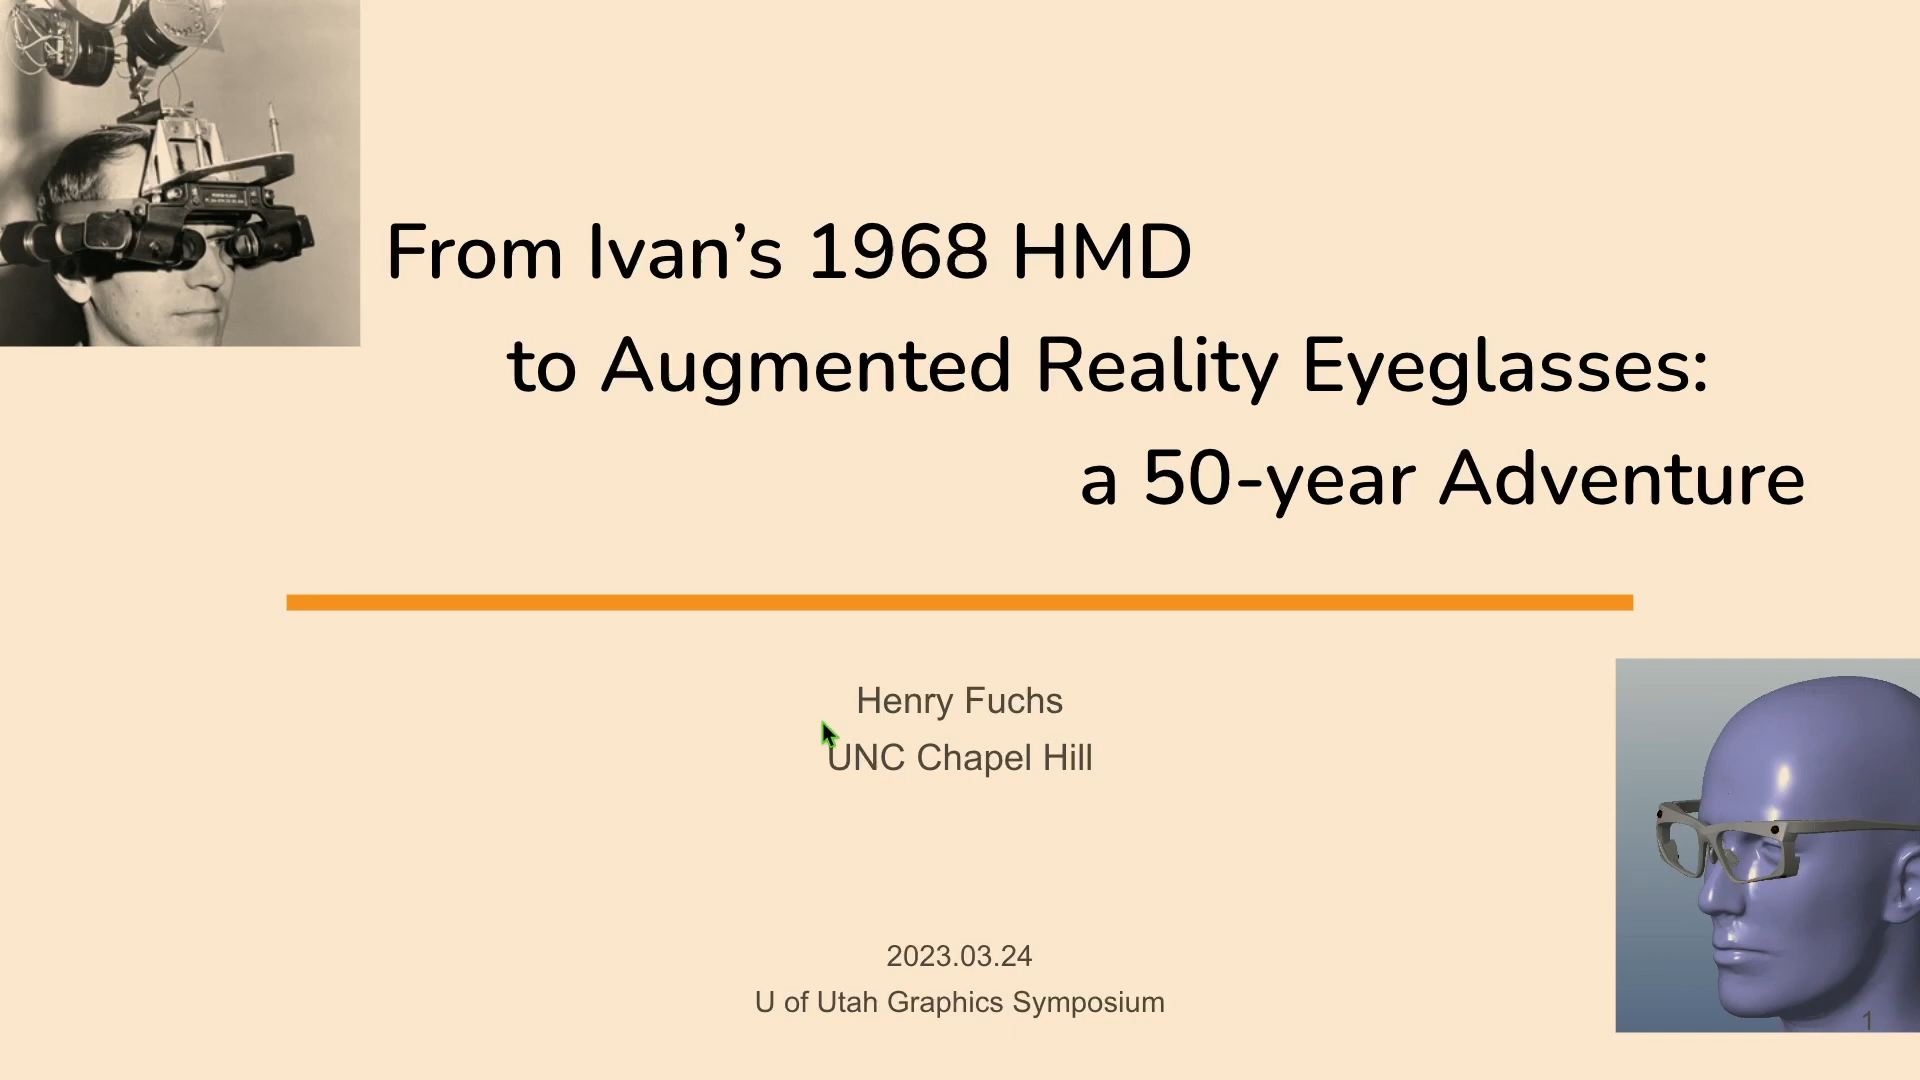 From Ivan’s 1968 HMD
to Augmented Reality Eyeglasses:
a 50-year Adventure
Henry Fuchs
UNC Chapel Hill
2023.03.24
U of Utah Graphics Symposium
1